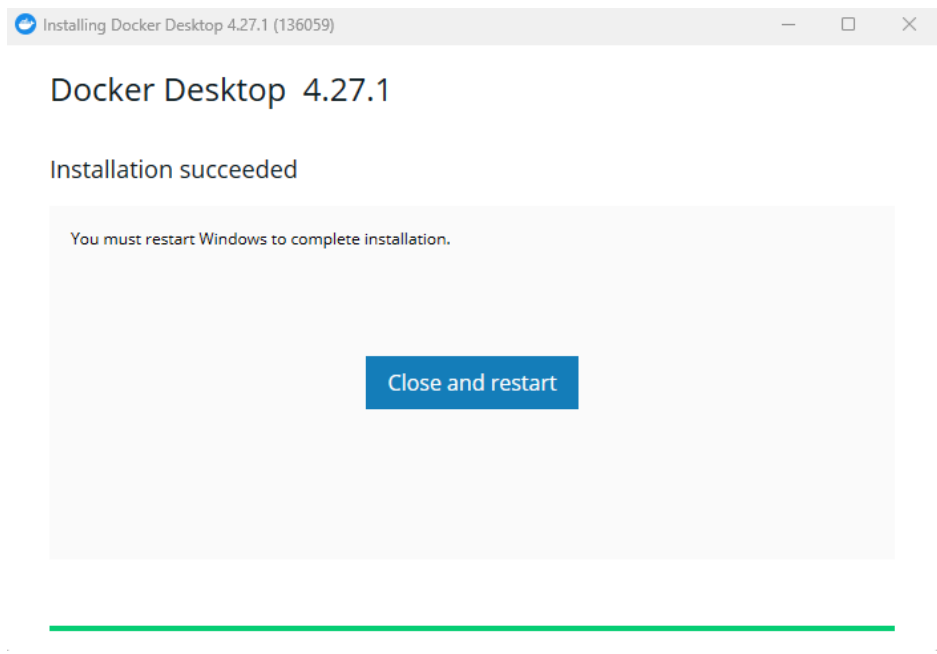 Installing Docker Desktop 4.27.1 (136059)
Docker Desktop 4.27.1
Installation succeeded
You must restart Windows to complete installation.
Close and restart